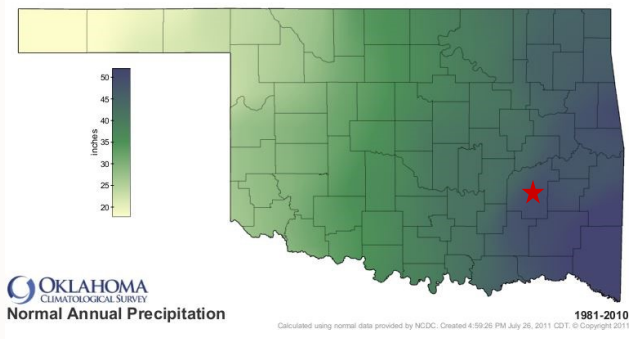 50
45
40
35
30
25
20
inches
OKLAHOMA
CLIMATOLOGICAL SURVEY
Normal Annual Precipitation
1981-2010
Calculated using normal data provided by NCDC. Created 4:59:26 PM July 26, 2011 CDT. © Copyright 2011